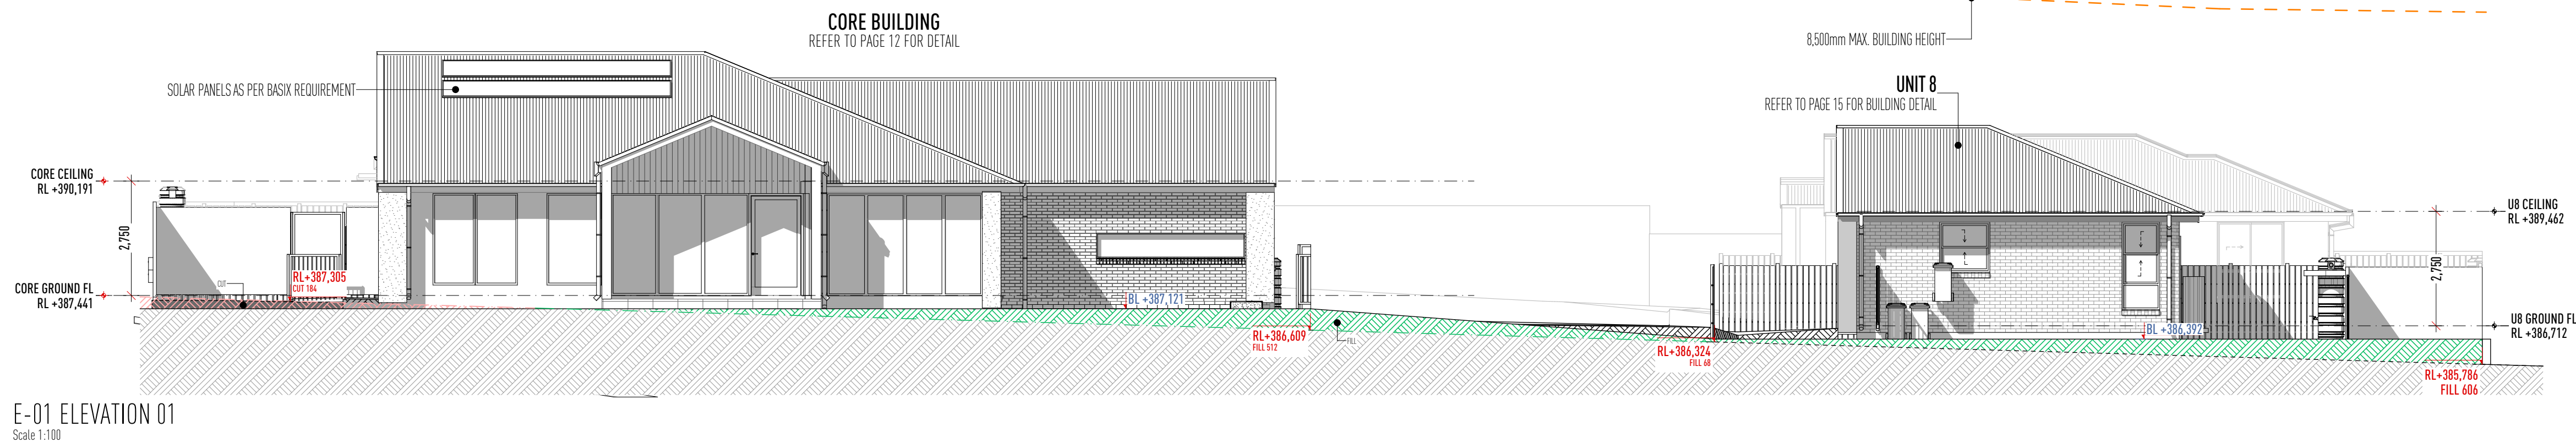 CORE BUILDING
REFER TO PAGE 12 FOR DETAIL
8,500mm MAX. BUILDING HEIGHT
SOLAR PANELS AS PER BASIX REQUIREMENT
UNIT 8
REFER TO PAGE 15 FOR BUILDING DETAIL
CORE CEILING
RL +390,191
2,750
CORE GROUND FL
RL +387,441
CUT
RL+387,305
CUT 184
BL +387,121
RL+386,609
FILL 512
FILL
RL+386,324
FILL 68
BL +386,392
U8 CEILING
RL +389,462
2,750
U8 GROUND FL
RL +386,712
RL+385,786
FILL 606
E-01 ELEVATION 01
Scale 1:100